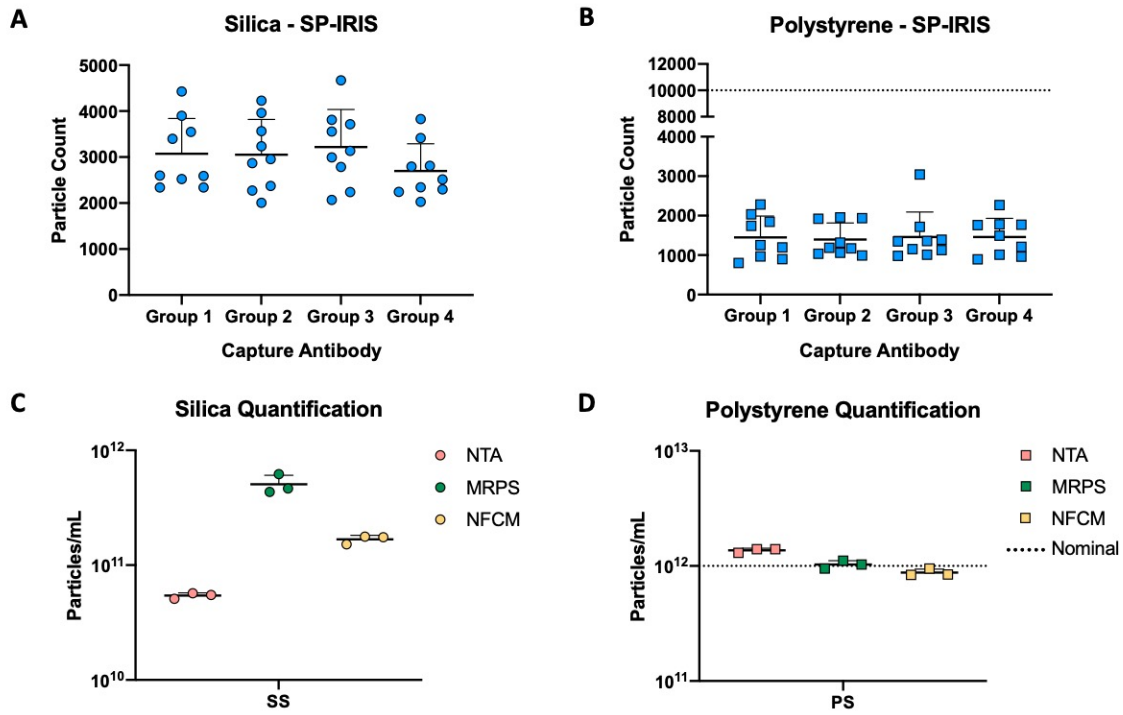 A
Silica - SP-IRIS
Particle Count
5000
4000
3000
2000
1000
0
Group 1 Group 2 Group 3 Group 4
Capture Antibody
B
Polystyrene - SP-IRIS
Particle Count
12000
10000
8000
4000
3000
2000
1000
0
Group 1 Group 2 Group 3 Group 4
Capture Antibody
C
Silica Quantification
Particles/mL
10¹²
10¹¹
10¹⁰
SS
NTA
MRPS
NFCM
D
Polystyrene Quantification
Particles/mL
10¹³
10¹²
10¹¹
PS
NTA
MRPS
NFCM
Nominal